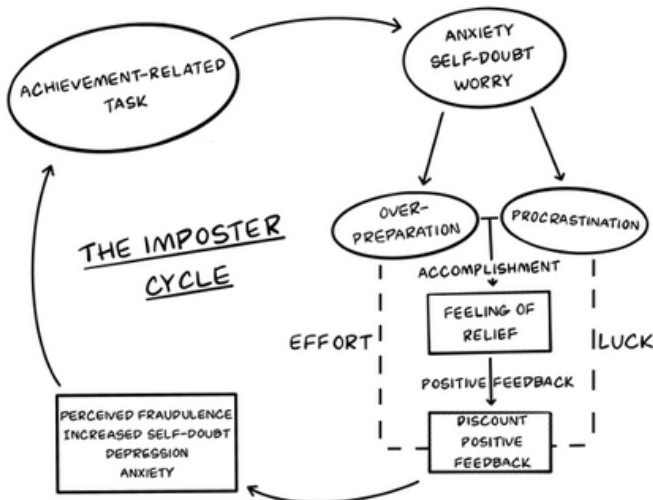 ACHIEVEMENT-RELATED
TASK
ANXIETY
SELF-DOUBT
WORRY
THE IMPOSTER
CYCLE
OVER-
PREPARATION
PROCRASTINATION
ACCOMPLISHMENT
FEELING OF
RELIEF
EFFORT
LUCK
POSITIVE FEEDBACK
DISCOUNT
POSITIVE
FEEDBACK
PERCEIVED FRAUDULENCE
INCREASED SELF-DOUBT
DEPRESSION
ANXIETY